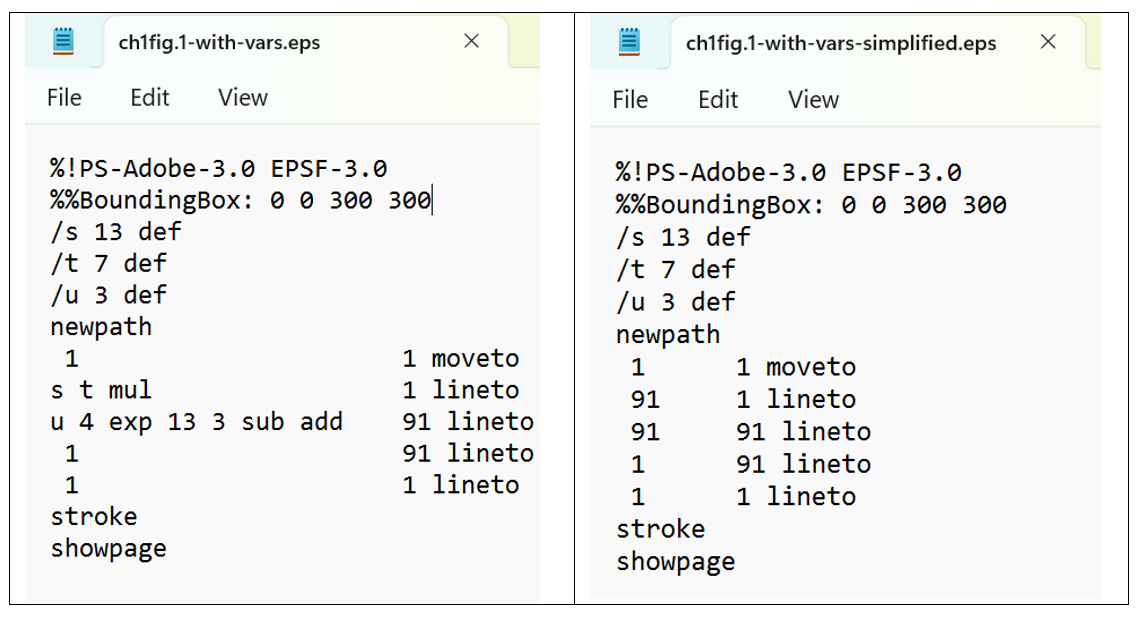 ch1fig.1-with-vars.eps
File Edit View
%!PS-Adobe-3.0 EPSF-3.0
%%BoundingBox: 0 0 300 300
/s 13 def
/t 7 def
/u 3 def
newpath
1 1 moveto
s t mul 1 lineto
u 4 exp 13 3 sub add 91 lineto
1 91 lineto
1 1 lineto
stroke
showpage
ch1fig.1-with-vars-simplified.eps
File Edit View
%!PS-Adobe-3.0 EPSF-3.0
%%BoundingBox: 0 0 300 300
/s 13 def
/t 7 def
/u 3 def
newpath
1 1 moveto
91 1 lineto
91 91 lineto
1 91 lineto
1 1 lineto
stroke
showpage